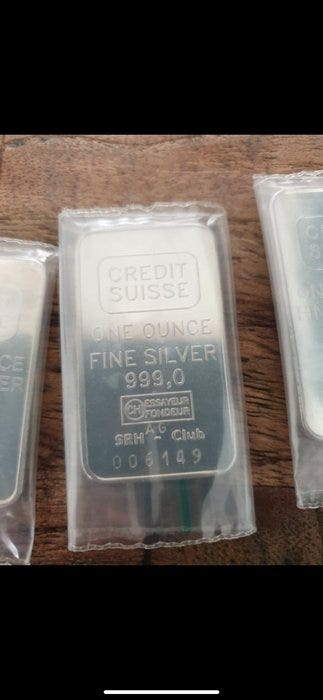 CREDIT
SUISSE
ONE OUNCE
FINE SILVER
999,0
CH ESSAYEUR
FONDEUR
AG
SRH - Club
006149